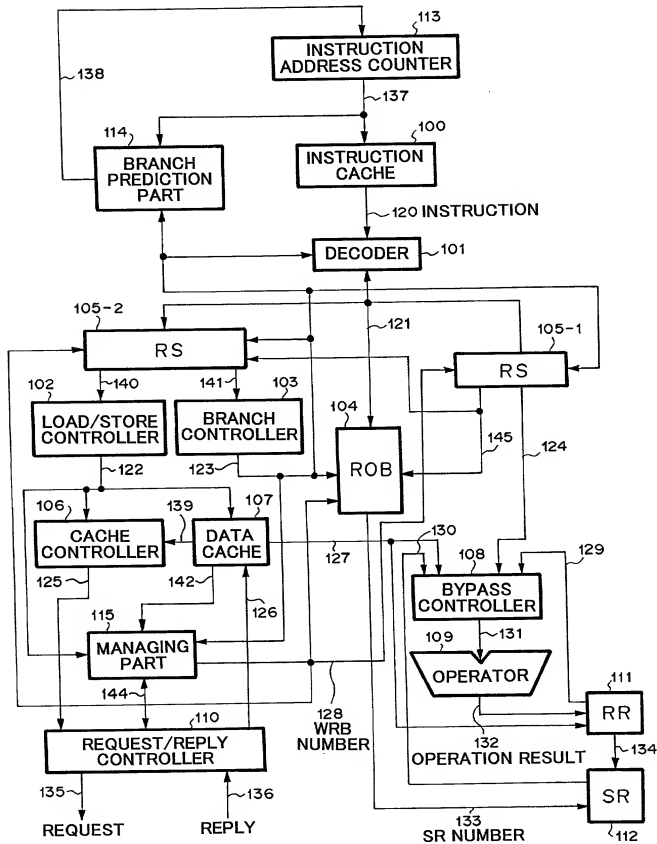 113
INSTRUCTION
ADDRESS COUNTER
138
137
114
BRANCH
PREDICTION
PART
100
INSTRUCTION
CACHE
120 INSTRUCTION
DECODER
101
105-2
RS
121
105-1
RS
140
141
102
LOAD/STORE
CONTROLLER
103
BRANCH
CONTROLLER
104
ROB
145
124
122
123
106
CACHE
CONTROLLER
139
107
DATA
CACHE
127
130
129
125
142
126
108
BYPASS
CONTROLLER
131
115
MANAGING
PART
109
OPERATOR
144
128
WRB
NUMBER
132
OPERATION RESULT
111
RR
134
110
REQUEST/REPLY
CONTROLLER
135
136
REQUEST
REPLY
133
SR NUMBER
SR
112